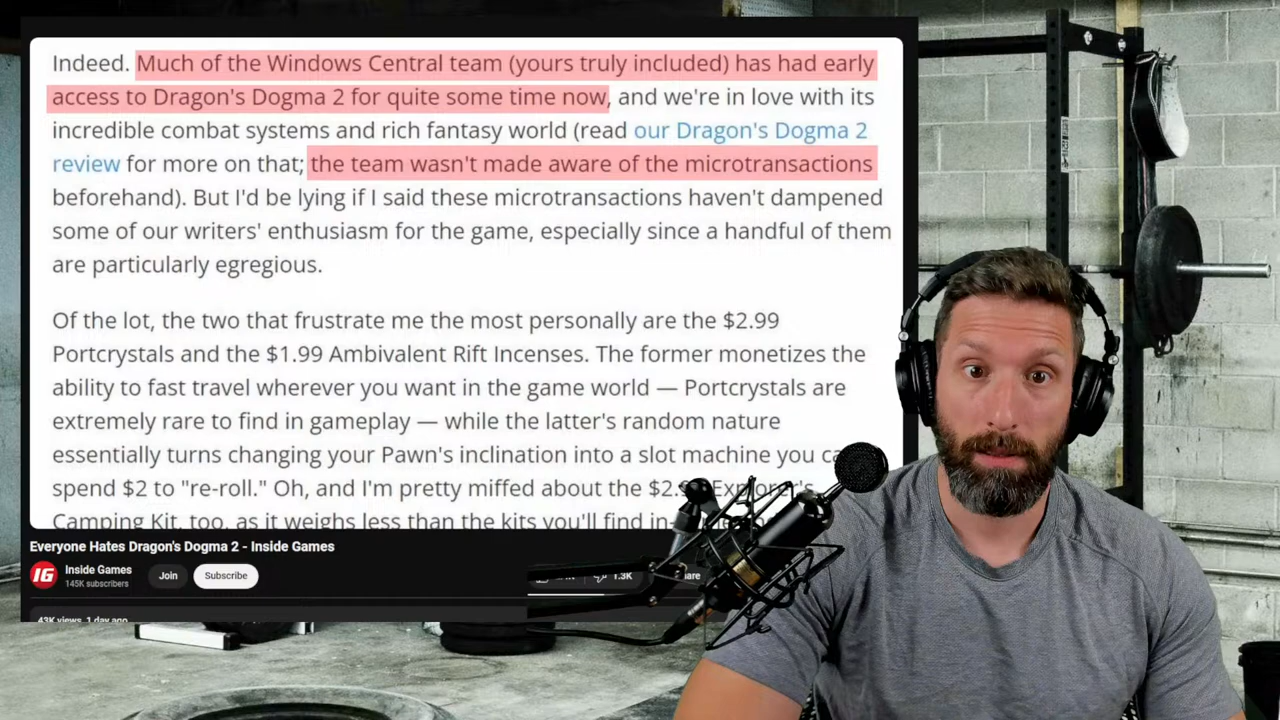 Indeed. Much of the Windows Central team (yours truly included) has had early
access to Dragon's Dogma 2 for quite some time now, and we're in love with its
incredible combat systems and rich fantasy world (read our Dragon's Dogma 2
review for more on that; the team wasn't made aware of the microtransactions
beforehand). But I'd be lying if I said these microtransactions haven't dampened
some of our writers' enthusiasm for the game, especially since a handful of them
are particularly egregious.
Of the lot, the two that frustrate me the most personally are the $2.99
Portcrystals and the $1.99 Ambivalent Rift Incenses. The former monetizes the
ability to fast travel wherever you want in the game world — Portcrystals are
extremely rare to find in gameplay — while the latter's random nature
essentially turns changing your Pawn's inclination into a slot machine you
spend $2 to "re-roll." Oh, and I'm pretty miffed about the Explorer's
Camping Kit, too, as it weighs less than the kits you'll find
Everyone Hates Dragon's Dogma 2 - Inside Games
IG
Inside Games
145K subscribers
Join
Subscribe
1.3K
43K views 1 day ago